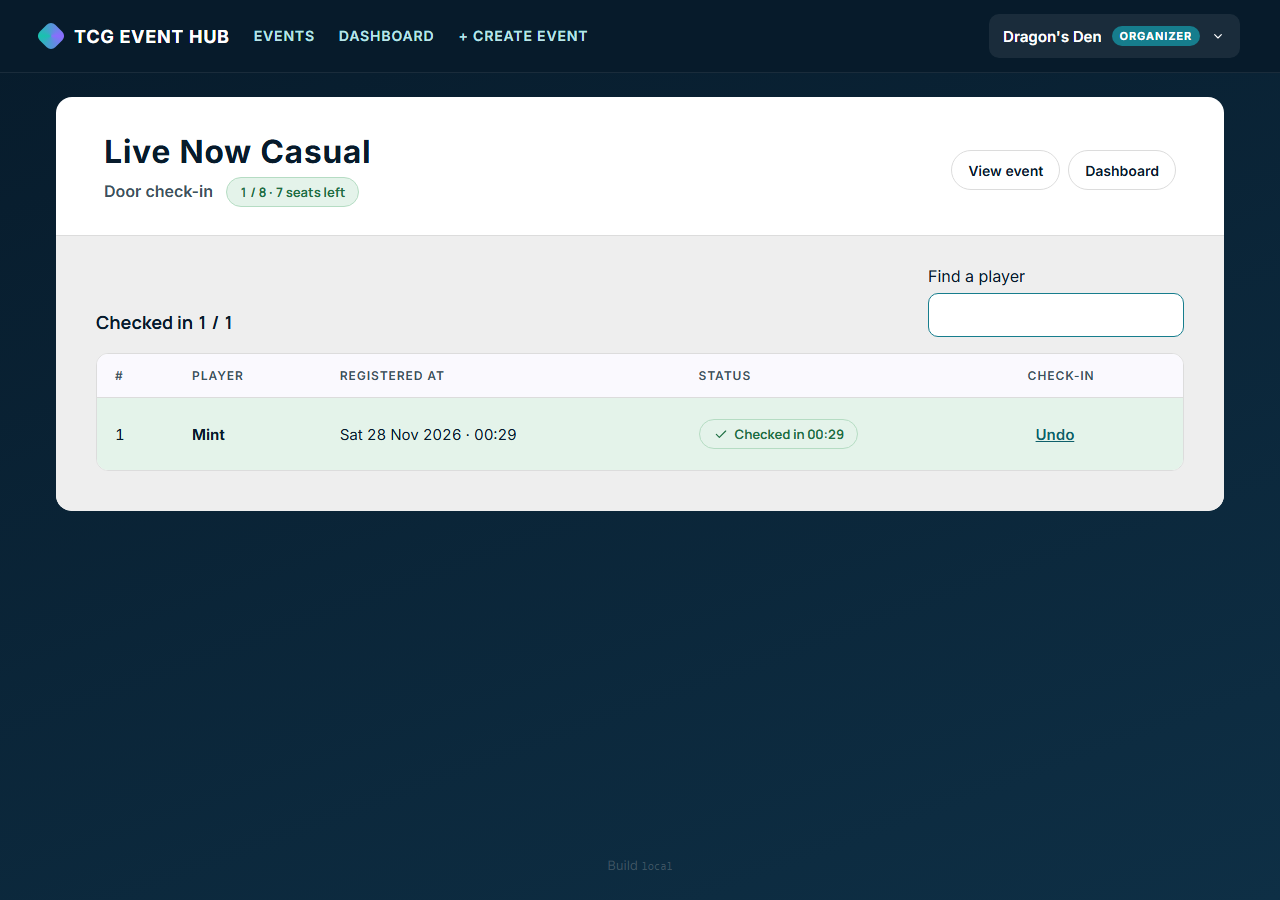 TCG EVENT HUB EVENTS DASHBOARD + CREATE EVENT Dragon's Den ORGANIZER
Live Now Casual
Door check-in 1 / 8 · 7 seats left
View event Dashboard
Find a player
Checked in 1 / 1
# PLAYER REGISTERED AT STATUS CHECK-IN
1 Mint Sat 28 Nov 2026 · 00:29 Checked in 00:29 Undo
Build local